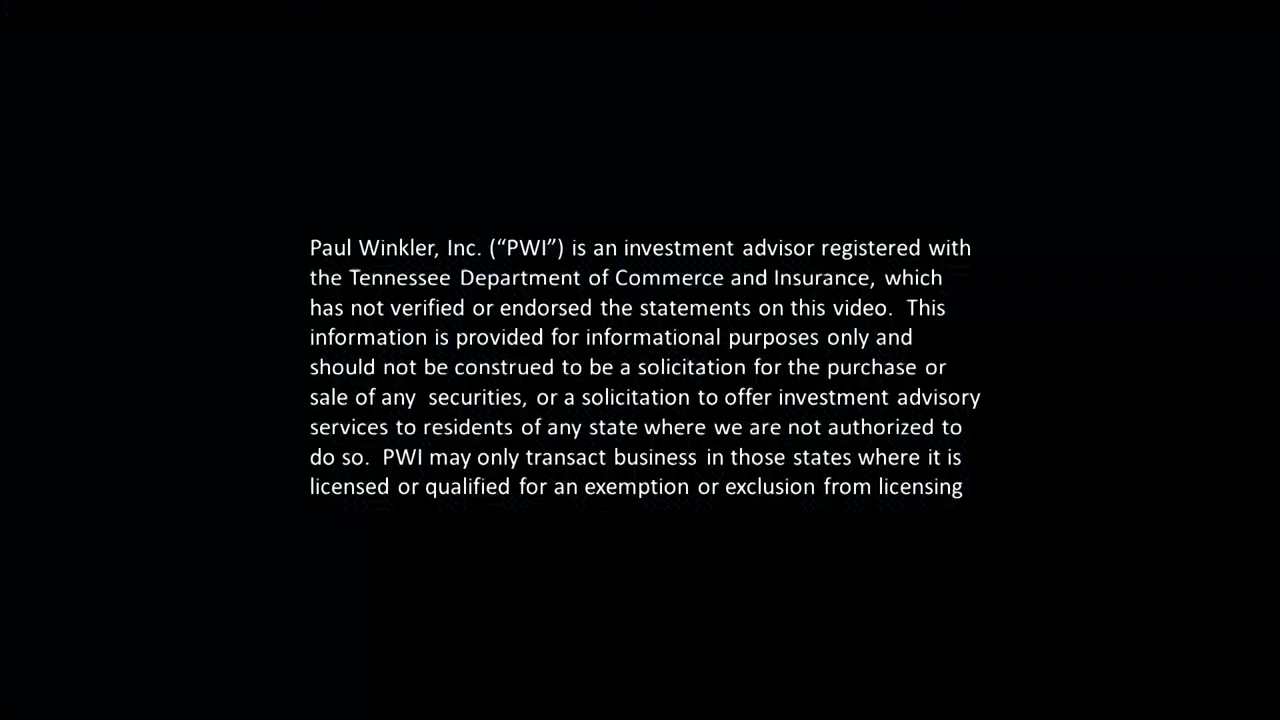 Paul Winkler, Inc. (“PWI”) is an investment advisor registered with
the Tennessee Department of Commerce and Insurance, which
has not verified or endorsed the statements on this video.  This
information is provided for informational purposes only and
should not be construed to be a solicitation for the purchase or
sale of any  securities, or a solicitation to offer investment advisory
services to residents of any state where we are not authorized to
do so.  PWI may only transact business in those states where it is
licensed or qualified for an exemption or exclusion from licensing